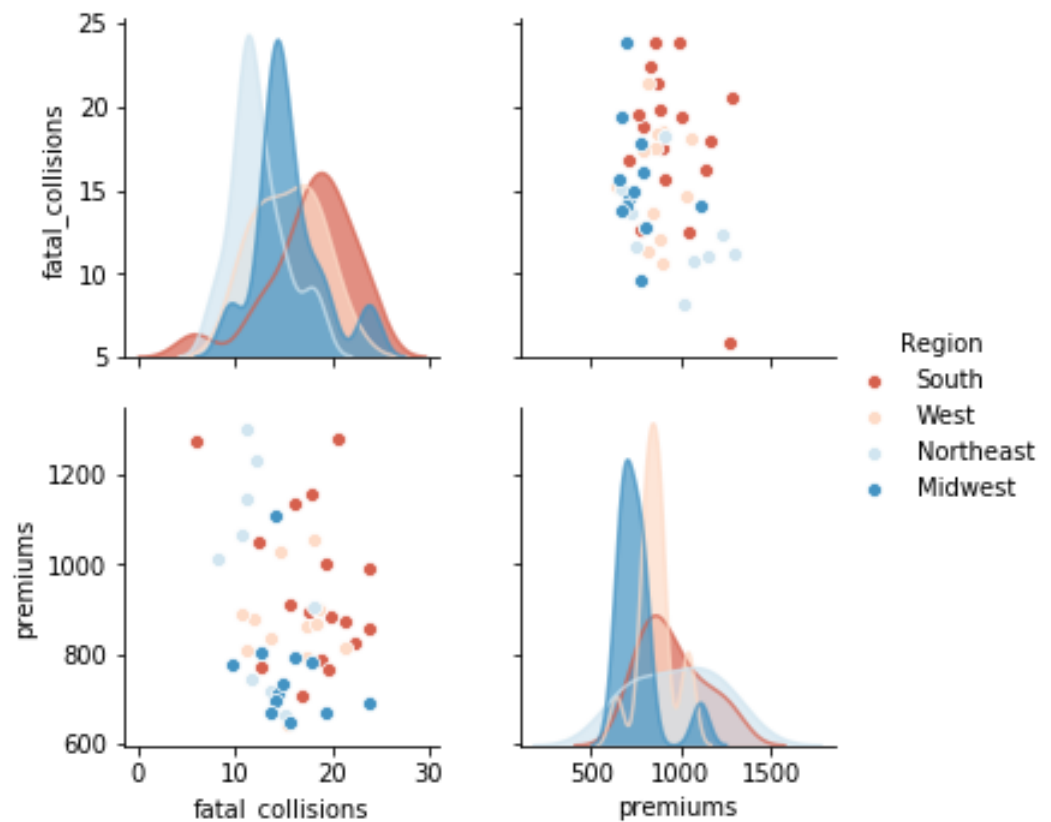 25
20
15
10
5
fatal_collisions
Region
South
West
Northeast
Midwest
1200
1000
800
600
premiums
0
10
20
30
fatal_collisions
500
1000
1500
premiums